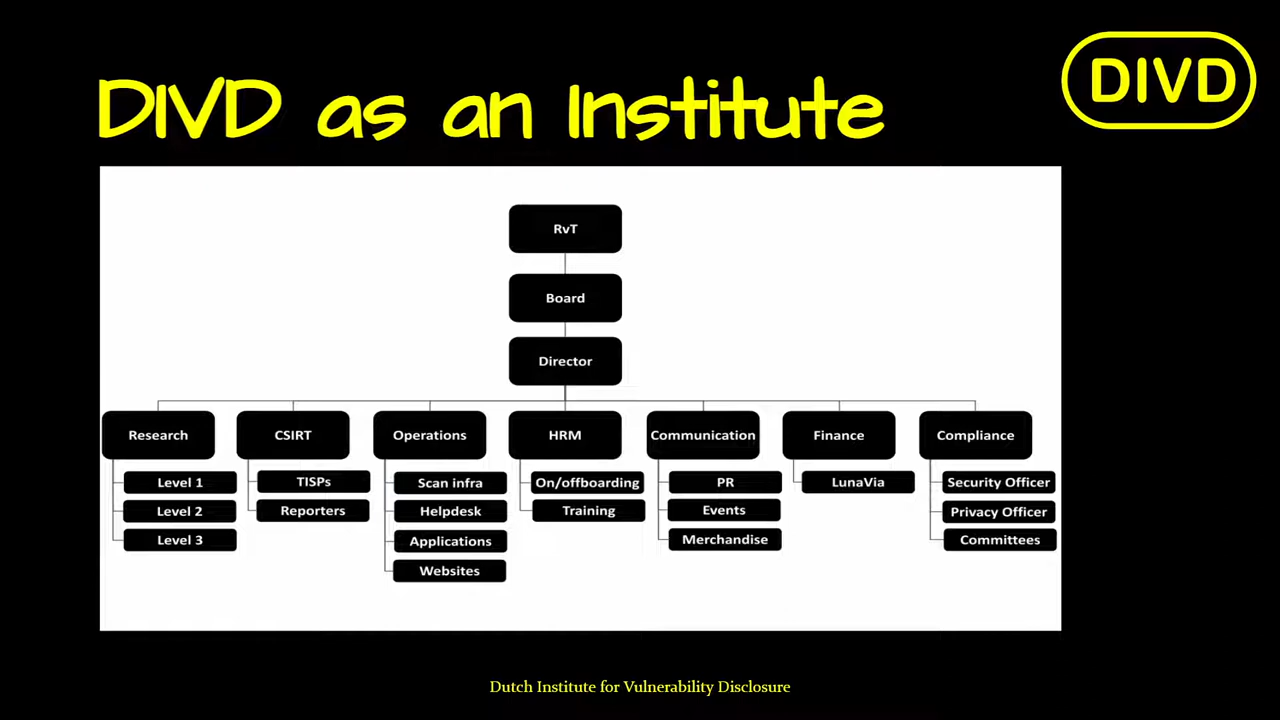 DIVD as an Institute
DIVD
RvT
Board
Director
Research
CSIRT
Operations
HRM
Communication
Finance
Compliance
Level 1
Level 2
Level 3
TISPs
Reporters
Scan infra
Helpdesk
Applications
Websites
On/offboarding
Training
PR
Events
Merchandise
LunaVia
Security Officer
Privacy Officer
Committees
Dutch Institute for Vulnerability Disclosure